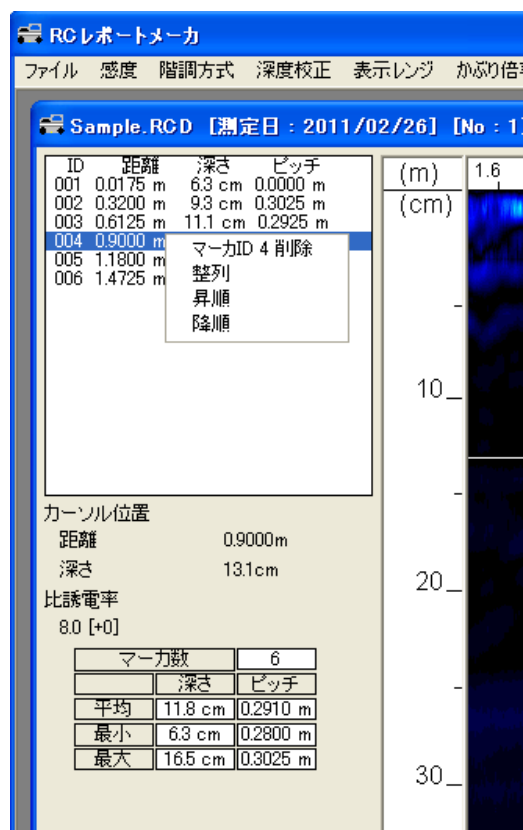 RCレポートメーカ
ファイル 感度 階調方式 深度校正 表示レンジ かぶり倍率
Sample.RCD [測定日:2011/02/26] [No:1]
ID 距離 深さ ピッチ
001 0.0175 m 6.3 cm 0.0000 m
002 0.3200 m 9.3 cm 0.3025 m
003 0.6125 m 11.1 cm 0.2925 m
004 0.9000 m
005 1.1800 m
006 1.4725 m
マーカID 4 削除
整列
昇順
降順
カーソル位置
距離 0.9000m
深さ 13.1cm
比誘電率
8.0 [+0]
マーカ数 6
深さ ピッチ
平均 11.8 cm 0.2910 m
最小 6.3 cm 0.2800 m
最大 16.5 cm 0.3025 m
(m) 1.6
(cm)
10
20
30